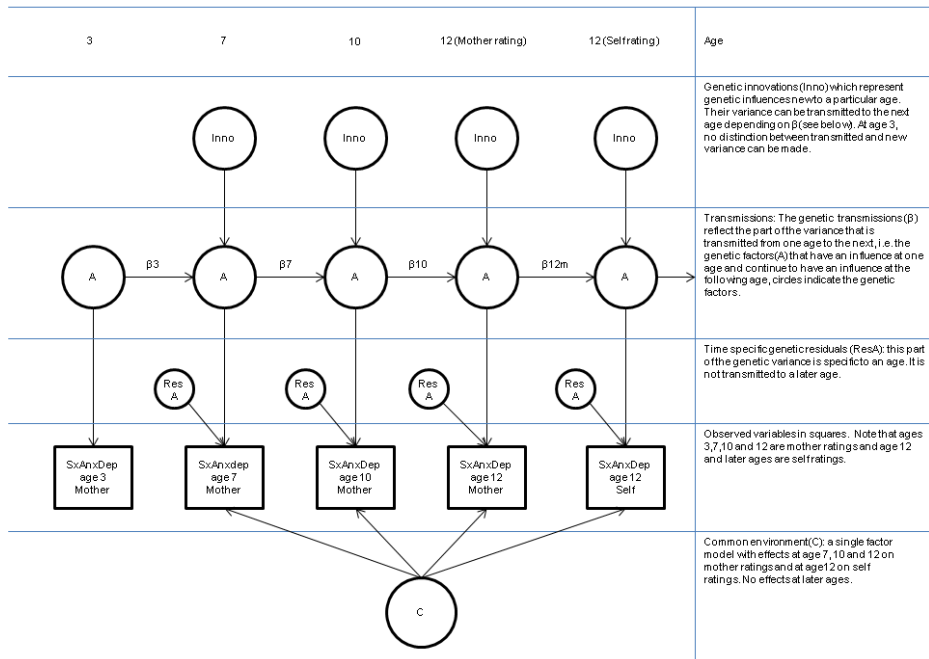 3 7 10 12 (Mother rating) 12 (Self rating) Age
Genetic innovations (Inno) which represent
genetic influences new to a particular age.
Their variance can be transmitted to the next
age depending on β (see below). At age 3,
no distinction between transmitted and new
variance can be made.
Inno Inno Inno Inno
Transmissions: The genetic transmissions (β)
reflect the part of the variance that is
transmitted from one age to the next, i.e. the
genetic factors (A) that have an influence at one
age and continue to have an influence at the
following age, circles indicate the genetic
factors.
A β3 A β7 A β10 A β12m A
Time specific genetic residuals (ResA): this part
of the genetic variance is specific to an age. It is
not transmitted to a later age.
Res Res Res Res
A A A A
Observed variables in squares. Note that ages
3,7,10 and 12 are mother ratings and age 12
and later ages are self ratings.
SxAnxDep SxAnxdep SxAnxDep SxAnxDep SxAnxDep
age 3 age 7 age 10 age 12 age 12
Mother Mother Mother Mother Self
Common environment (C): a single factor
model with effects at age 7, 10 and 12 on
mother ratings and at age 12 on self
ratings. No effects at later ages.
C